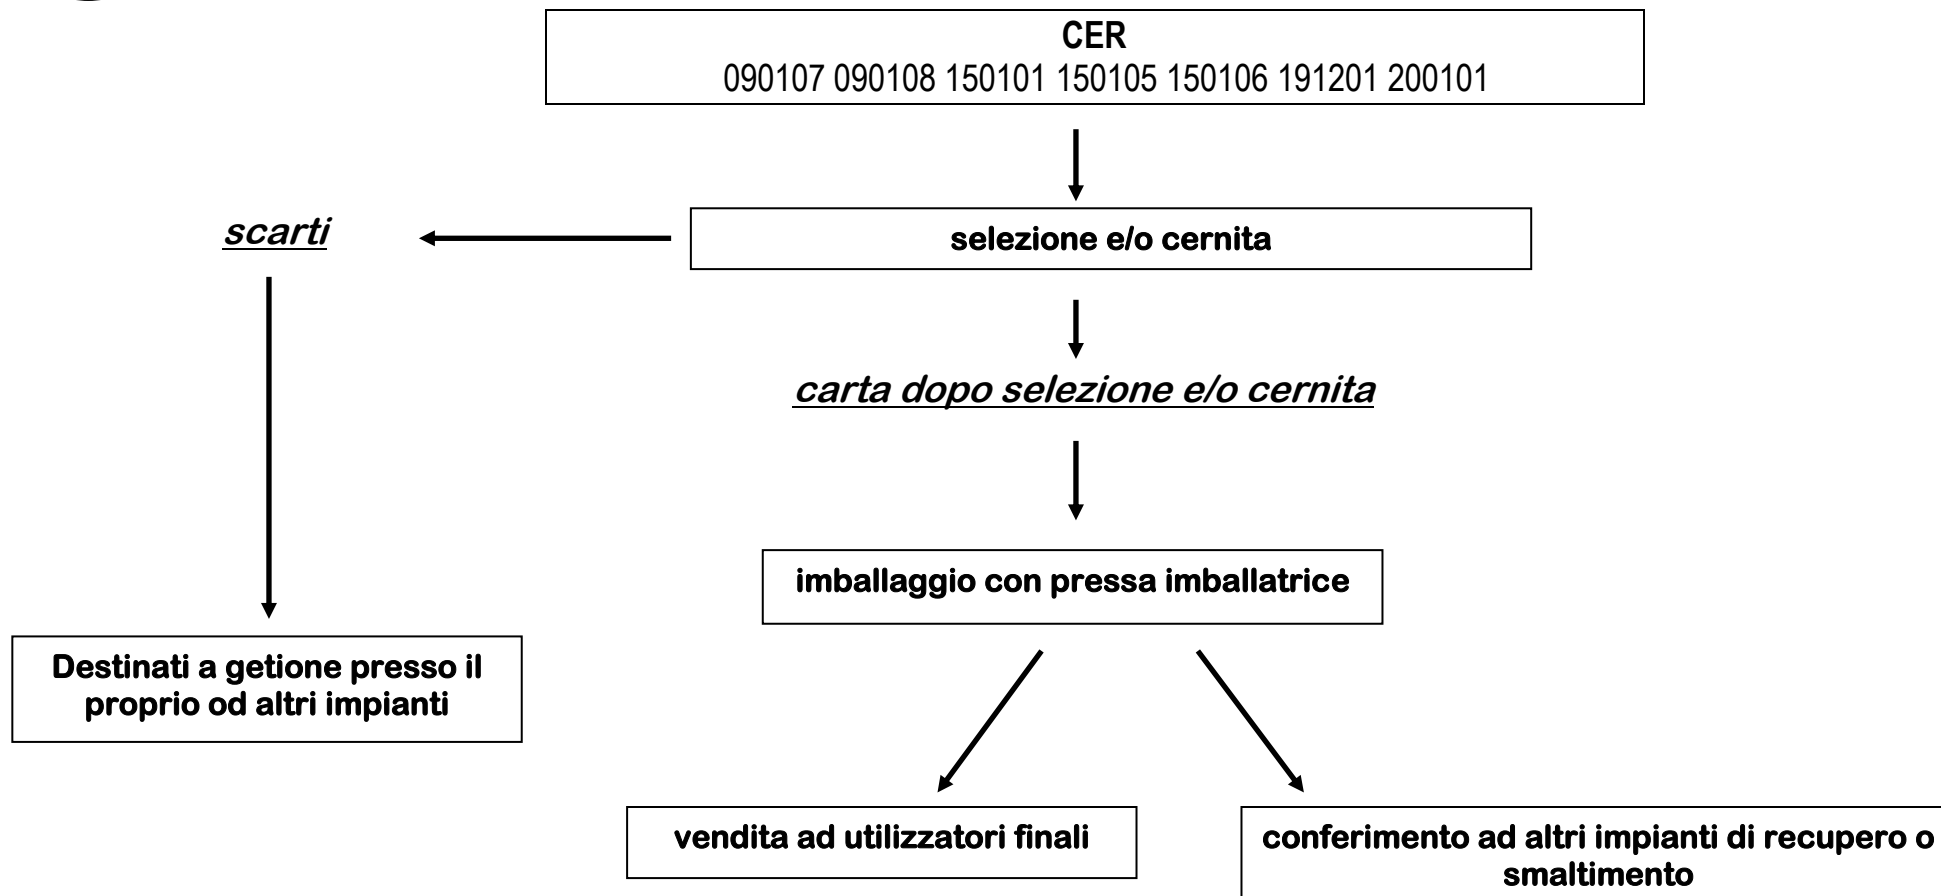 CER
090107 090108 150101 150105 150106 191201 200101
scarti
selezione e/o cernita
carta dopo selezione e/o cernita
imballaggio con pressa imballatrice
Destinati a getione presso il
proprio od altri impianti
vendita ad utilizzatori finali
conferimento ad altri impianti di recupero o
smaltimento